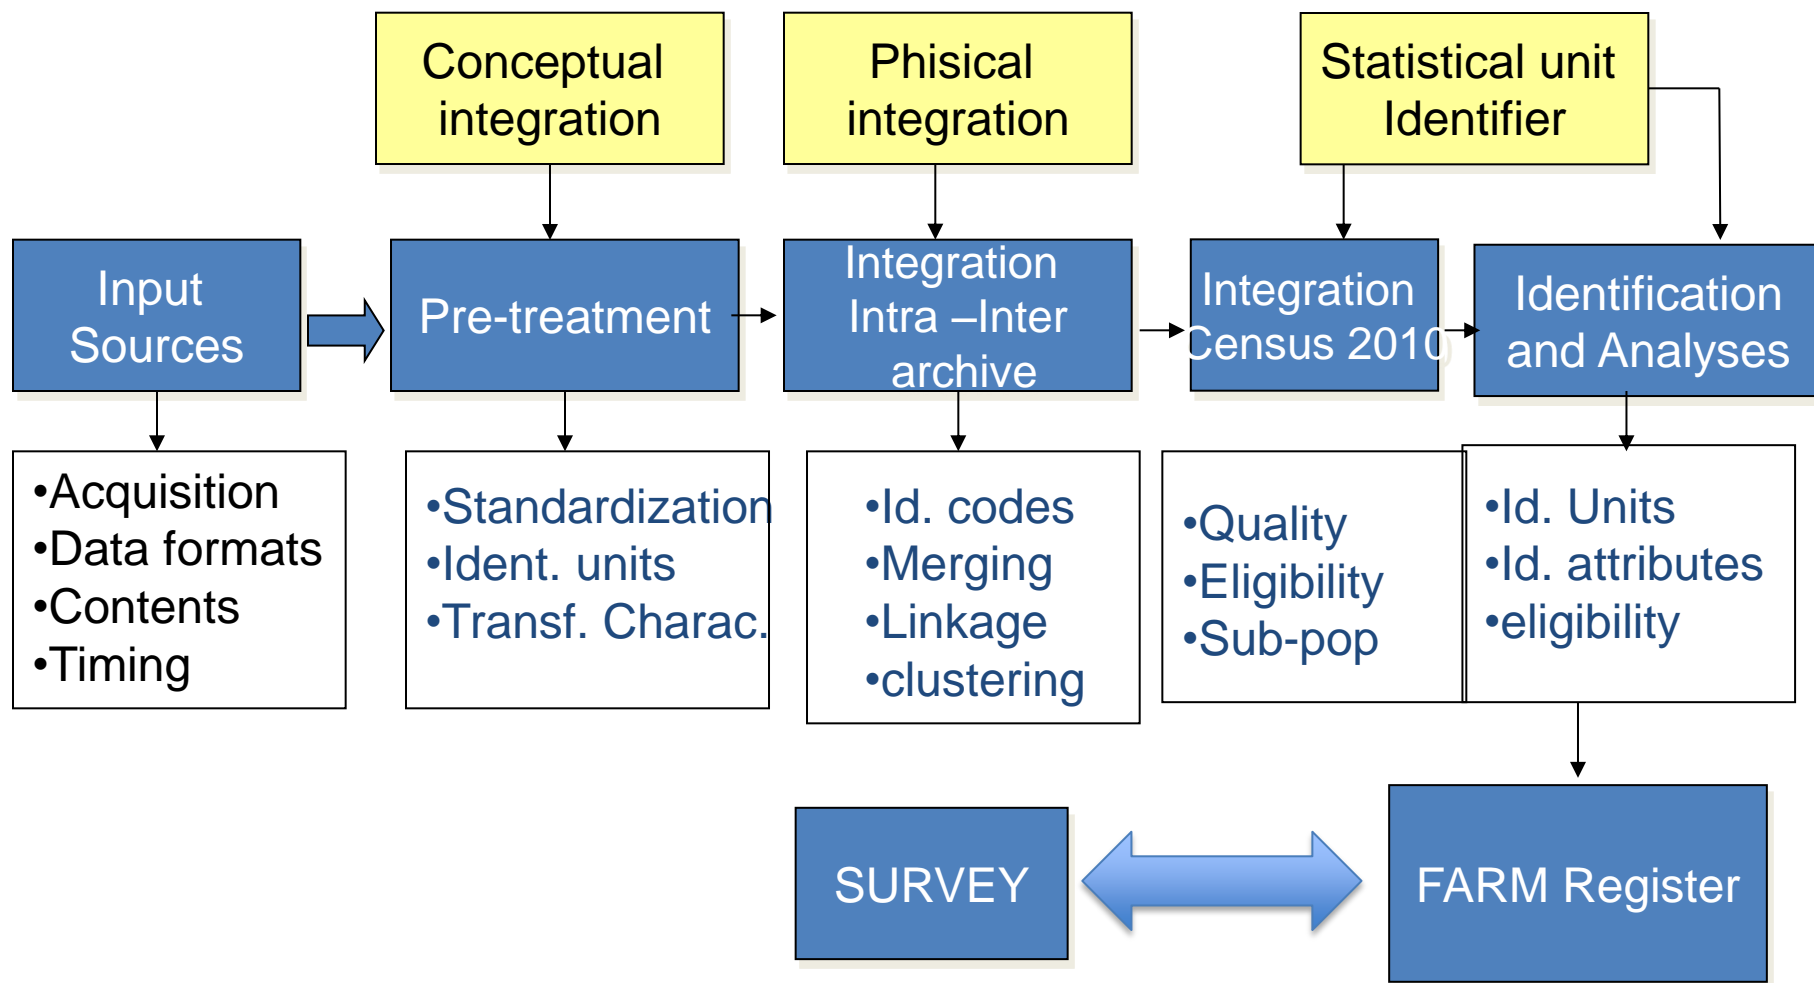 Conceptual
integration
Phisical
integration
Statistical unit
Identifier
Input
Sources
Pre-treatment
Integration
Intra –Inter
archive
Integration
Census 2010
Identification
and Analyses
•Acquisition
•Data formats
•Contents
•Timing
•Standardization
•Ident. units
•Transf. Charac.
•Id. codes
•Merging
•Linkage
•clustering
•Quality
•Eligibility
•Sub-pop
•Id. Units
•Id. attributes
•eligibility
SURVEY
FARM Register